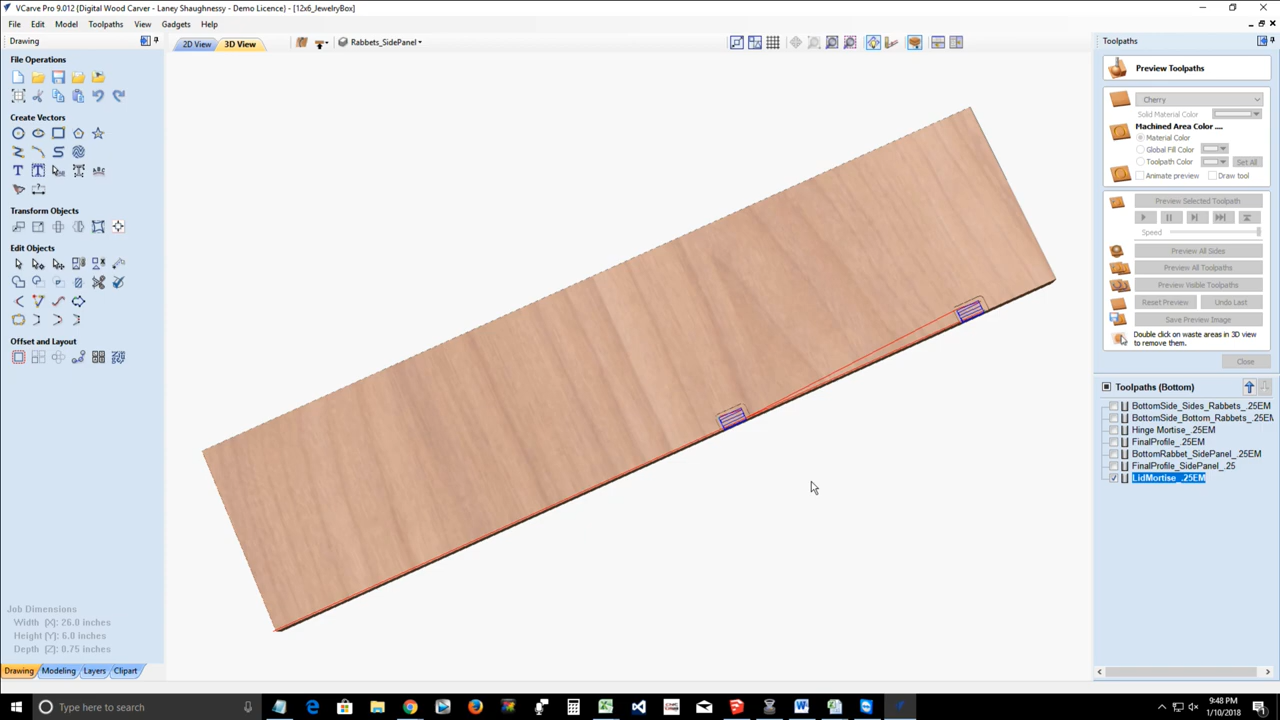 VCarve Pro 9.012 {Digital Wood Carver - Laney Shaughnessy - Demo Licence} - [12x6_JewelryBox]
File Edit Model Toolpaths View Gadgets Help
Drawing
2D View 3D View Rabbets_SidePanel
Toolpaths
File Operations
Create Vectors
Transform Objects
Edit Objects
Offset and Layout
Job Dimensions
Width (X): 26.0 inches
Height (Y): 6.0 inches
Depth (Z): 0.75 inches
Drawing Modeling Layers Clipart
Preview Toolpaths
Cherry
Solid Material Color
Machined Area Color ....
Material Color
Global Fill Color
Toolpath Color Set All
Animate preview Draw tool
Preview Selected Toolpath
Speed
Preview All Sides
Preview All Toolpaths
Preview Visible Toolpaths
Reset Preview Undo Last
Save Preview Image
Double click on waste areas in 3D view
to remove them.
Close
Toolpaths (Bottom)
BottomSide_Sides_Rabbets_.25EM
BottomSide_Bottom_Rabbets_.25EM
Hinge Mortise_.25EM
FinalProfile_.25EM
BottomRabbet_SidePanel_.25EM
FinalProfile_SidePanel_.25
LidMortise_.25EM
Type here to search
9:48 PM
1/10/2018